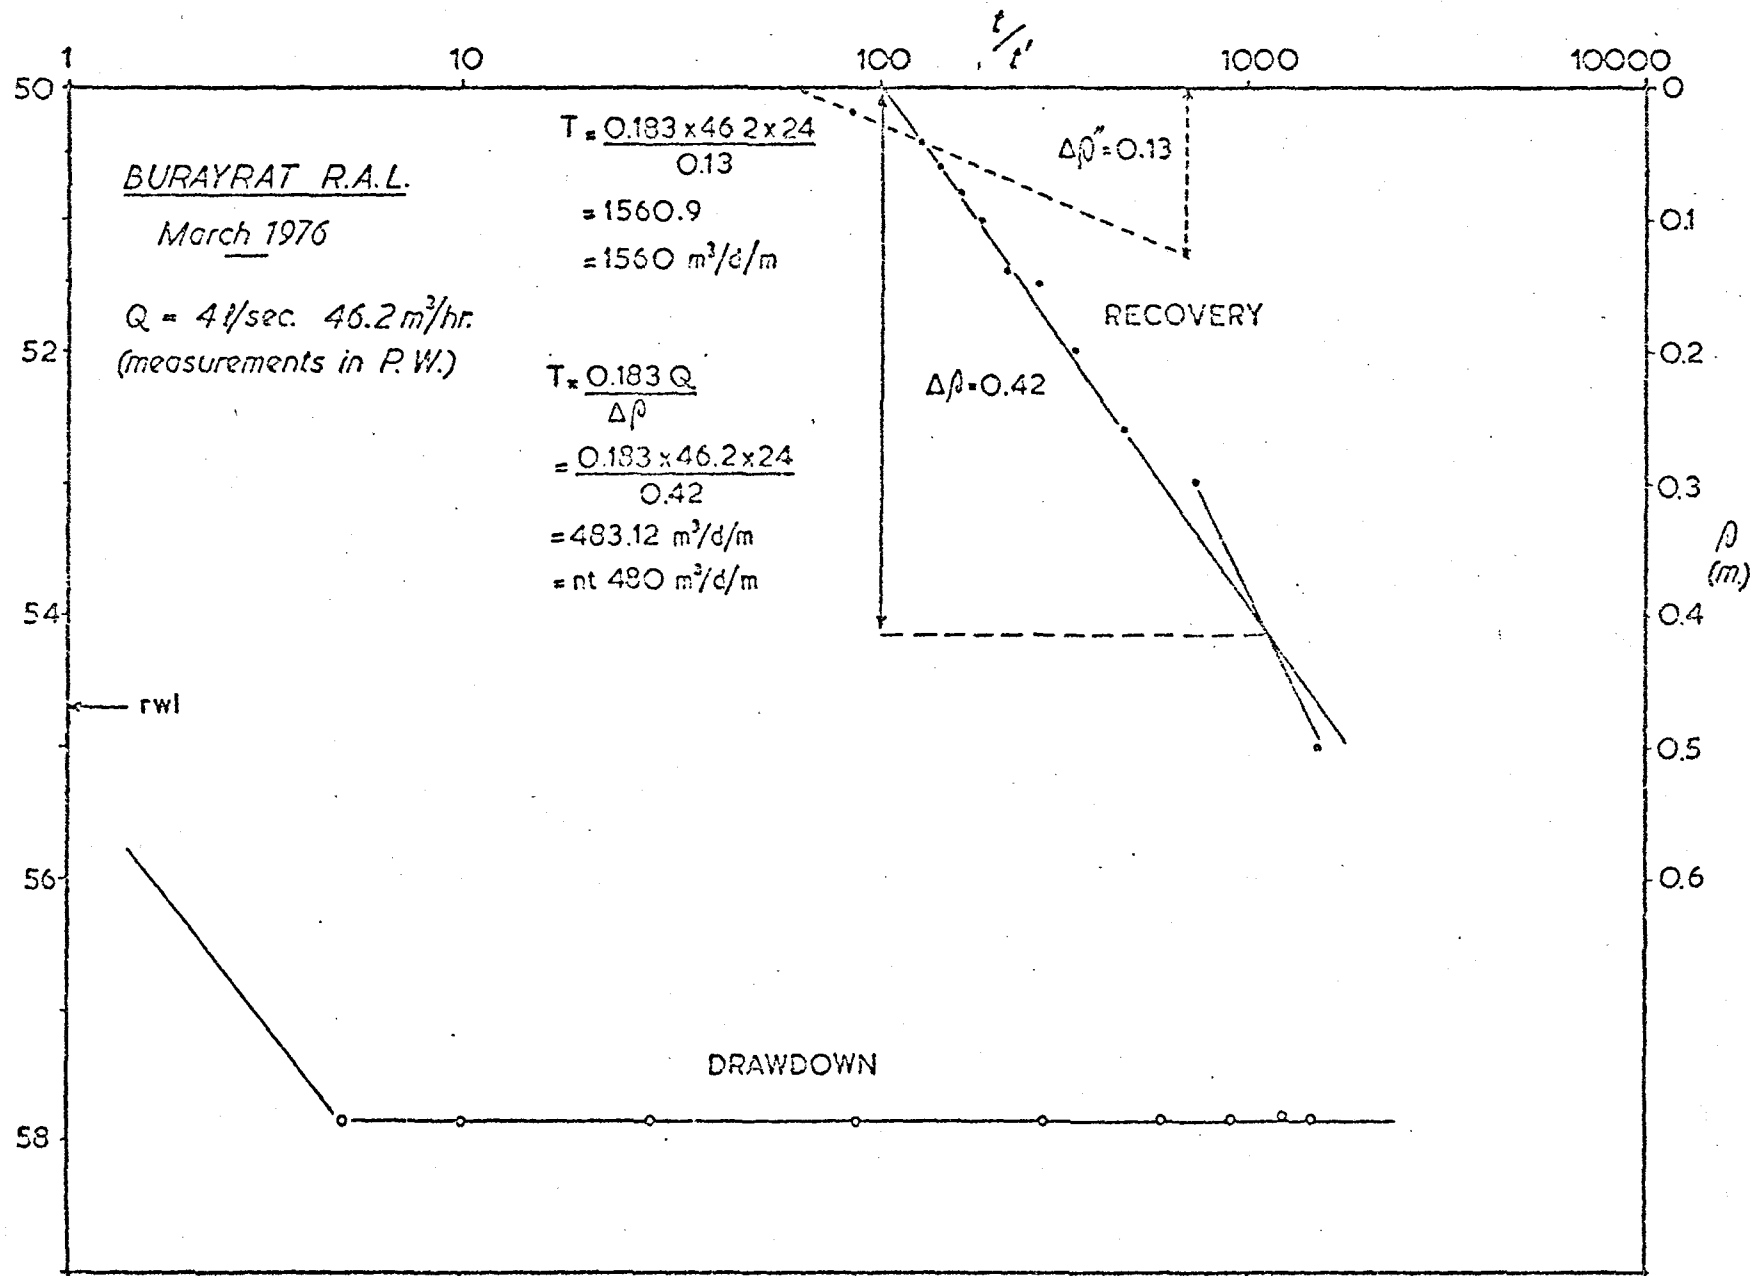 t/t'
1 10 100 1000 10000
50
52
54
56
58
BURAYRAT R.A.L.
March 1976
Q = 4 l/sec. 46.2 m³/hr.
(measurements in P.W.)
T = 0.183 x 46 2 x 24
0.13
= 1560.9
= 1560 m³/d/m
T = 0.183 Q
Δρ
= 0.183 x 46.2 x 24
0.42
= 483.12 m³/d/m
= nt 480 m³/d/m
Δρ" = 0.13
RECOVERY
Δρ = 0.42
rwl
DRAWDOWN
0
0.1
0.2
0.3
0.4
0.5
0.6
ρ
(m.)